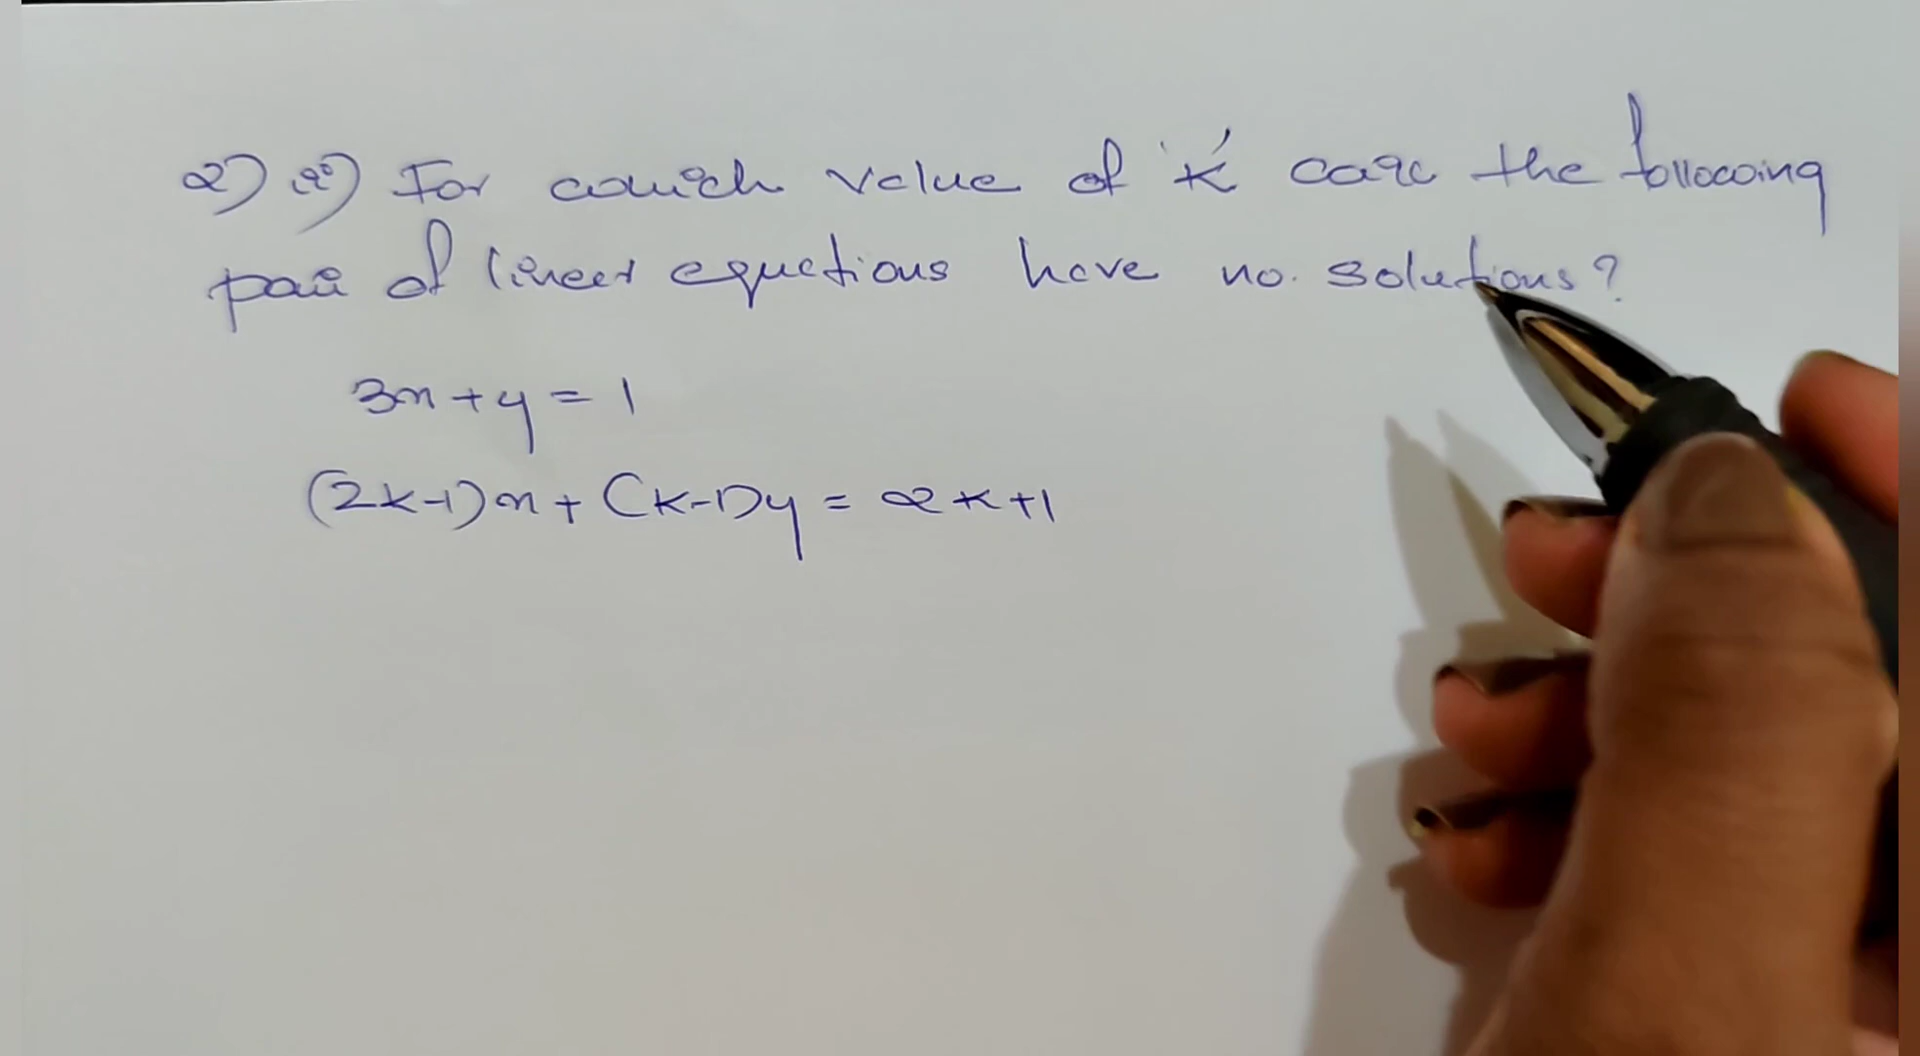 2) ii) For which value of 'K' will the following
pair of linear equations have no solutions?
3x + y = 1
(2k-1)x + (k-1)y = 2k+1